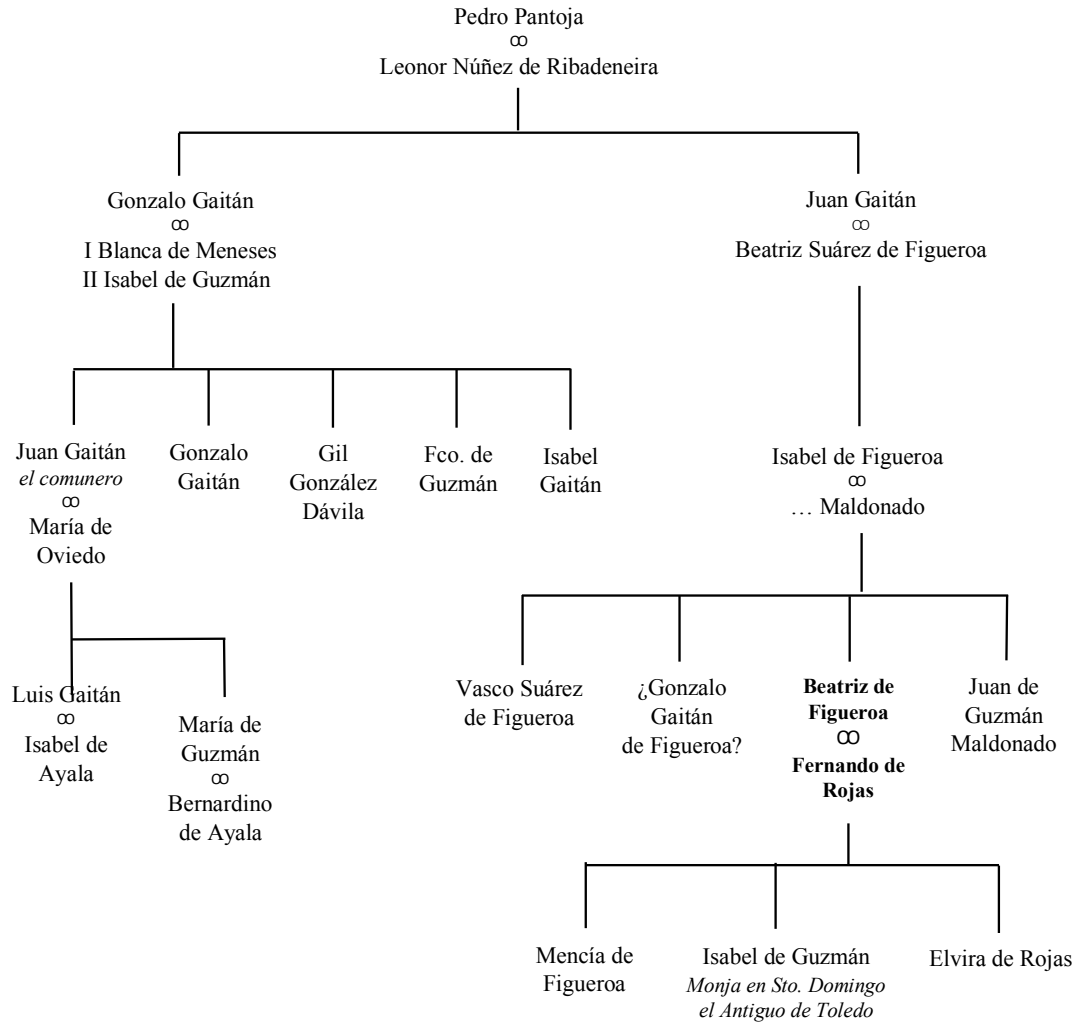 Pedro Pantoja
∞
Leonor Núñez de Ribadeneira
Gonzalo Gaitán
∞
I Blanca de Meneses
II Isabel de Guzmán
Juan Gaitán
∞
Beatriz Suárez de Figueroa
Juan Gaitán
el comunero
∞
María de
Oviedo
Gonzalo
Gaitán
Gil
González
Dávila
Fco. de
Guzmán
Isabel
Gaitán
Isabel de Figueroa
∞
… Maldonado
Luis Gaitán
∞
Isabel de
Ayala
María de
Guzmán
∞
Bernardino
de Ayala
Vasco Suárez
de Figueroa
¿Gonzalo
Gaitán
de Figueroa?
Beatriz de
Figueroa
∞
Fernando de
Rojas
Juan de
Guzmán
Maldonado
Mencía de
Figueroa
Isabel de Guzmán
Monja en Sto. Domingo
el Antiguo de Toledo
Elvira de Rojas